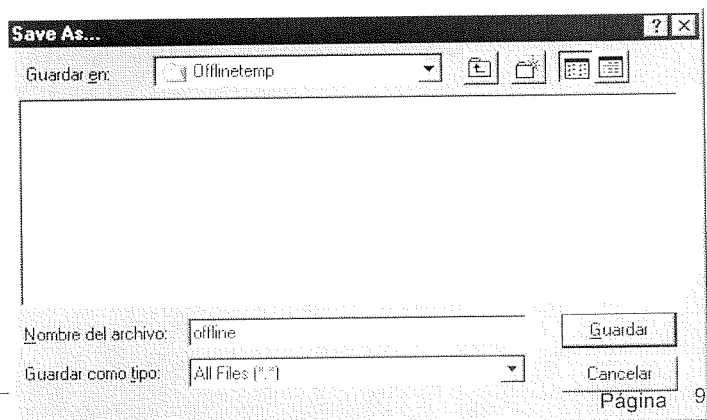 Save As...
Guardar en: Offlinetemp
Nombre del archivo: offline
Guardar
Guardar como tipo: All Files (*.*)
Cancelar
Página 9